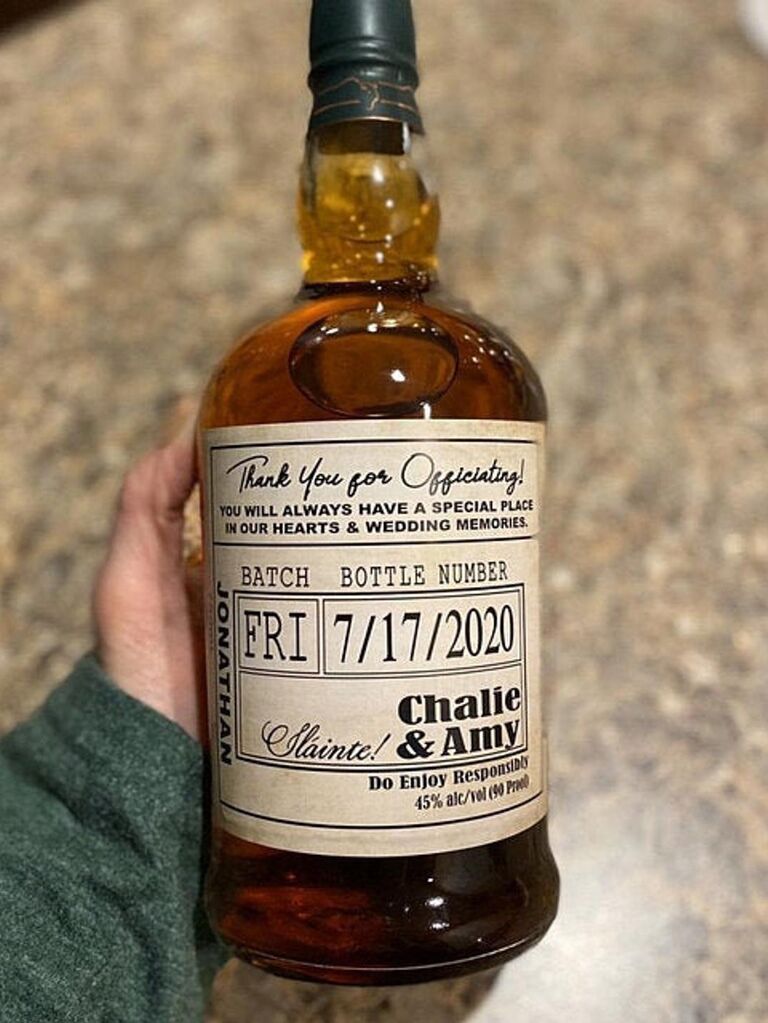 Thank You for Officiating!
YOU WILL ALWAYS HAVE A SPECIAL PLACE
IN OUR HEARTS & WEDDING MEMORIES.
BATCH BOTTLE NUMBER
FRI 7/17/2020
JONATHAN
Chalie
Sláinte! & Amy
Do Enjoy Responsibly
45% alc/vol (90 Proof)